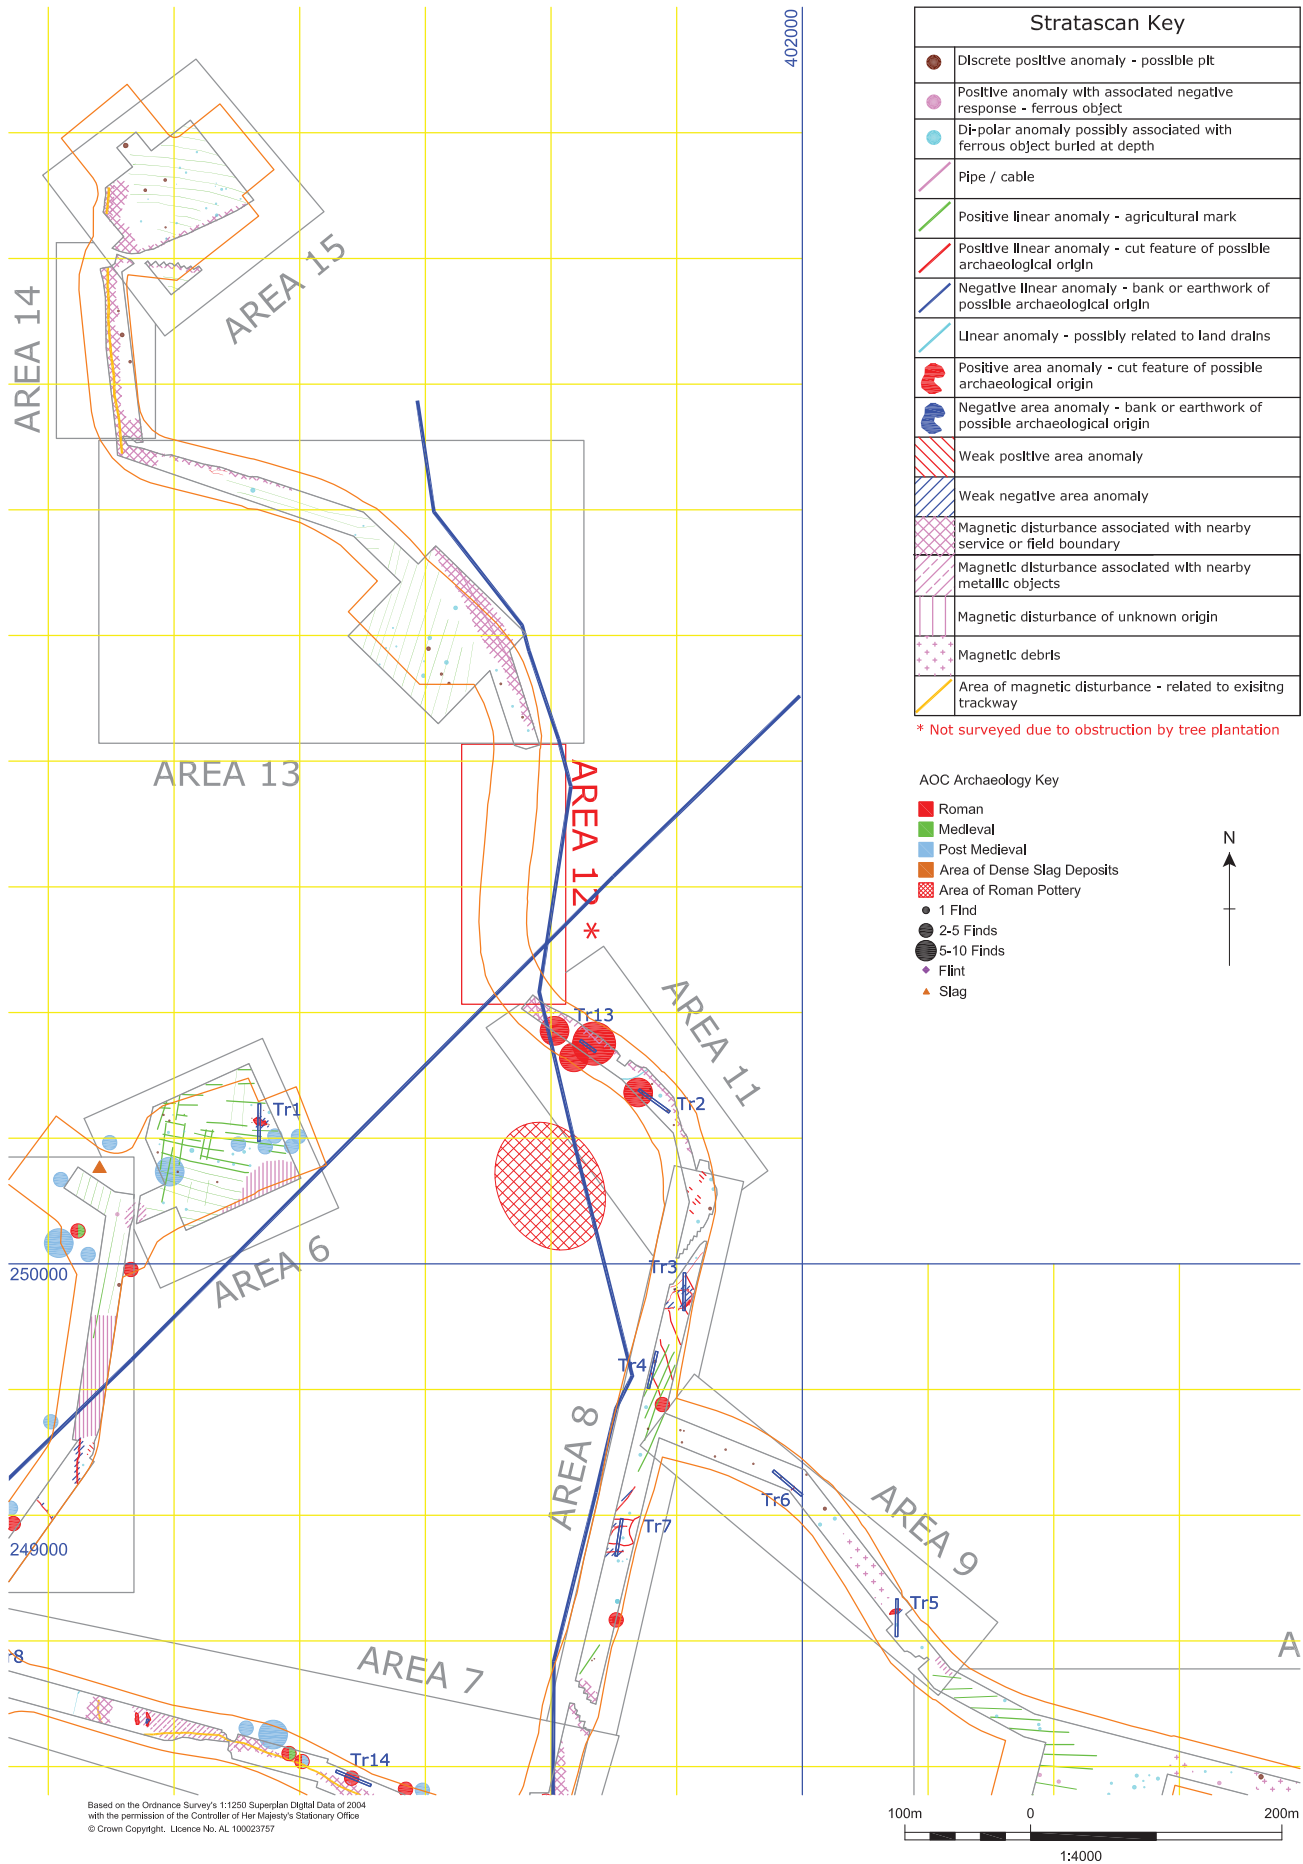 402000
AREA 15
AREA 14
AREA 13
AREA 12 *
AREA 11
Tr13
Tr2
Tr1
AREA 6
250000
Tr3
Tr4
AREA 8
Tr6
AREA 9
Tr7
249000
Tr5
AREA 7
r8
A
Tr14
Stratascan Key
Discrete positive anomaly - possible pit
Positive anomaly with associated negative
response - ferrous object
Di-polar anomaly possibly associated with
ferrous object buried at depth
Pipe / cable
Positive linear anomaly - agricultural mark
Positive linear anomaly - cut feature of possible
archaeological origin
Negative linear anomaly - bank or earthwork of
possible archaeological origin
Linear anomaly - possibly related to land drains
Positive area anomaly - cut feature of possible
archaeological origin
Negative area anomaly - bank or earthwork of
possible archaeological origin
Weak positive area anomaly
Weak negative area anomaly
Magnetic disturbance associated with nearby
service or field boundary
Magnetic disturbance associated with nearby
metallic objects
Magnetic disturbance of unknown origin
Magnetic debris
Area of magnetic disturbance - related to exisitng
trackway
* Not surveyed due to obstruction by tree plantation
AOC Archaeology Key
Roman
Medieval
Post Medieval
Area of Dense Slag Deposits
Area of Roman Pottery
1 Find
2-5 Finds
5-10 Finds
Flint
Slag
N
Based on the Ordnance Survey's 1:1250 Superplan Digital Data of 2004
with the permission of the Controller of Her Majesty's Stationary Office
© Crown Copyright. Licence No. AL 100023757
100m 0 200m
1:4000